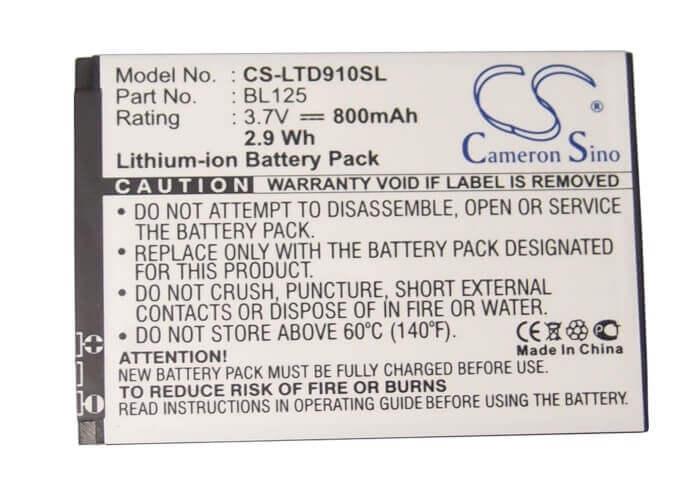 Model No. : CS-LTD910SL
Part No. : BL125
Rating : 3.7V ⎓ 800mAh
2.9 Wh
Lithium-ion Battery Pack
CS ®
Cameron Sino
CAUTION WARRANTY VOID IF LABEL IS REMOVED
• DO NOT ATTEMPT TO DISASSEMBLE, OPEN OR SERVICE
THE BATTERY PACK.
• REPLACE ONLY WITH THE BATTERY PACK DESIGNATED
FOR THIS EQUIPMENT.
• DO NOT CRUSH, PUNCTURE, SHORT EXTERNAL
CONTACTS OR DISPOSE IN FIRE OR WATER.
• DO NOT STORE ABOVE 60°C (140°F)
CE
Made In China
ATTENTION:
NEW BATTERY PACK MUST BE FULLY CHARGED BEFORE USING
TO REDUCE RISK OF FIRE OR BURNS
READ INSTRUCTIONS IN OPERATING GUIDE BEFORE USING BATTERY.
+
-